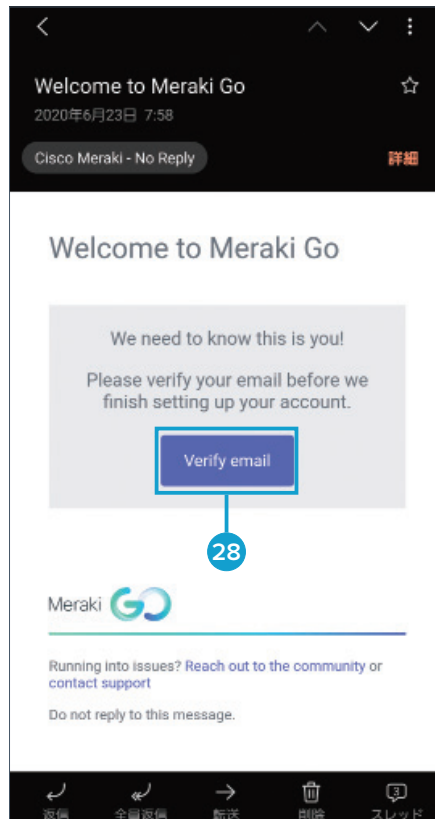 Welcome to Meraki Go
2020年6月23日 7:58
Cisco Meraki - No Reply
詳細
Welcome to Meraki Go
We need to know this is you!
Please verify your email before we
finish setting up your account.
Verify email
28
Meraki GO
Running into issues? Reach out to the community or
contact support
Do not reply to this message.
3
返信 全員返信 転送 削除 スレッド